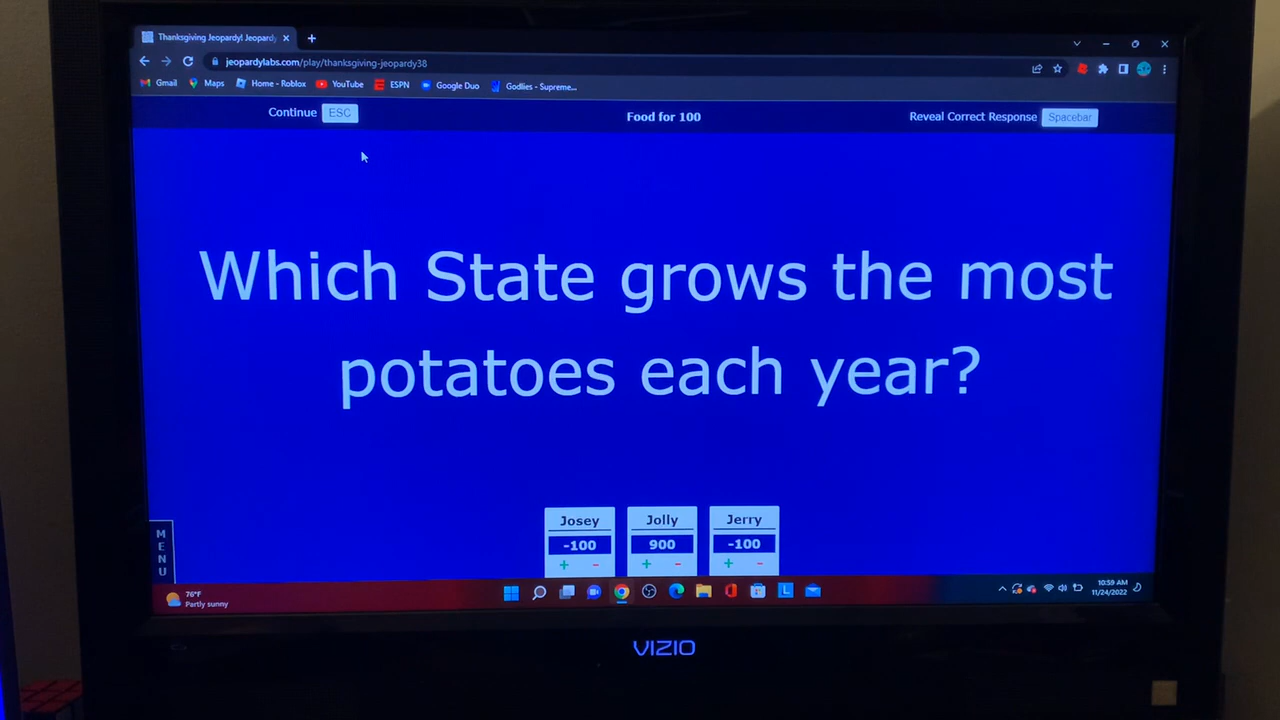 Thanksgiving Jeopardy! Jeopardy
jeopardylabs.com/play/thanksgiving-jeopardy38
Gmail Maps Home - Roblox YouTube ESPN Google Duo Godlies - Supreme...
Continue ESC Food for 100 Reveal Correct Response Spacebar
Which State grows the most
potatoes each year?
Josey Jolly Jerry
-100 900 -100
+ - + - + -
MENU
76°F
Partly sunny
10:59 AM
11/24/2022
VIZIO